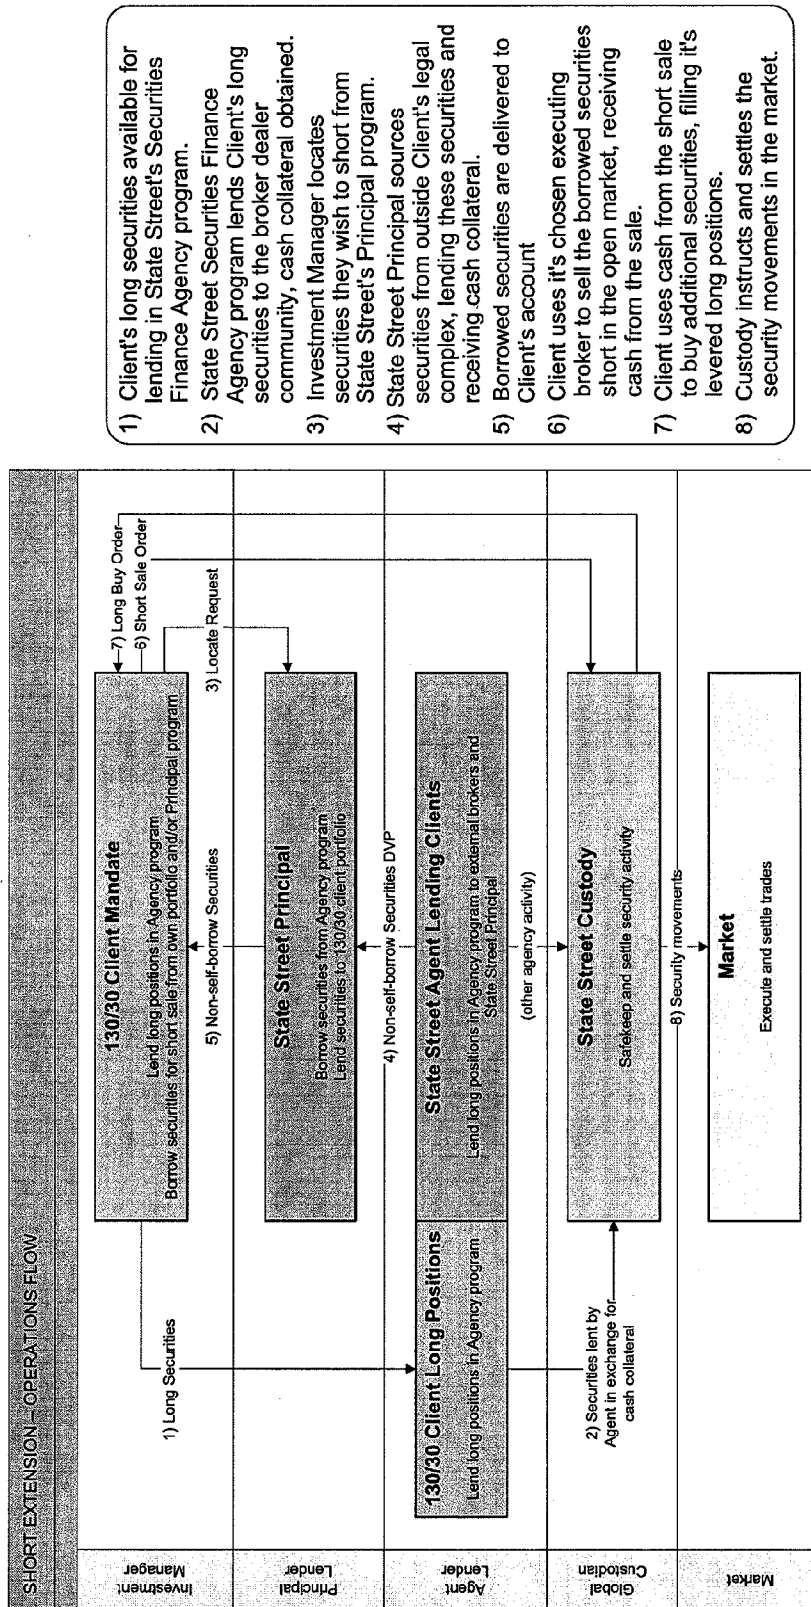 SHORT EXTENSION – OPERATIONS FLOW
Investment
Manager
Principal
Lender
Agent
Lender
Global
Custodian
Market
130/30 Client Mandate
Lend long positions in Agency program
Borrow securities for short sale from own portfolio and/or Principal program
7) Long Buy Order
6) Short Sale Order
1) Long Securities
5) Non-self-borrow Securities
3) Locate Request
State Street Principal
Borrow securities from Agency program
Lend securities to 130/30 client portfolio
4) Non-self-borrow Securities DVP
130/30 Client Long Positions
Lend long positions in Agency program
State Street Agent Lending Clients
Lend long positions in Agency program to external brokers and
State Street Principal
2) Securities lent by
Agent in exchange for
cash collateral
(other agency activity)
State Street Custody
Safekeep and settle security activity
8) Security movements
Market
Execute and settle trades
1) Client's long securities available for
lending in State Street's Securities
Finance Agency program.
2) State Street Securities Finance
Agency program lends Client's long
securities to the broker dealer
community, cash collateral obtained.
3) Investment Manager locates
securities they wish to short from
State Street's Principal program.
4) State Street Principal sources
securities from outside Client's legal
complex, lending these securities and
receiving cash collateral.
5) Borrowed securities are delivered to
Client's account
6) Client uses it's chosen executing
broker to sell the borrowed securities
short in the open market, receiving
cash from the sale.
7) Client uses cash from the short sale
to buy additional securities, filling it's
levered long positions.
8) Custody instructs and settles the
security movements in the market.